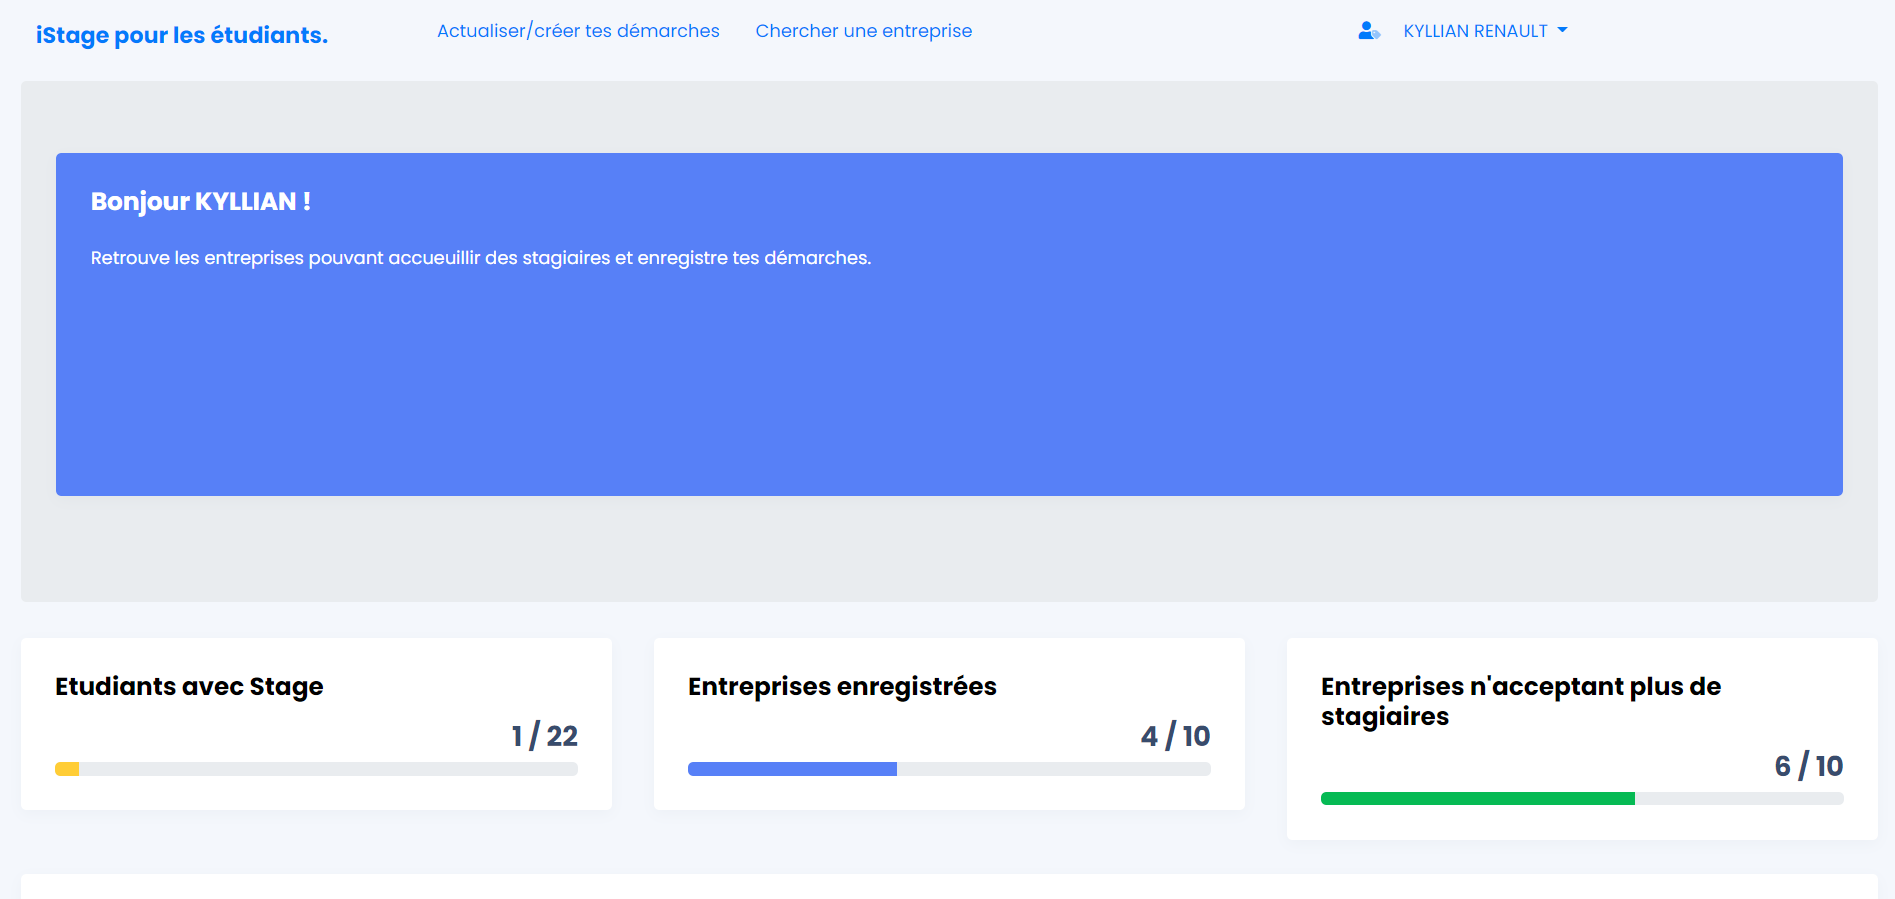 iStage pour les étudiants.
Actualiser/créer tes démarches
Chercher une entreprise
KYLLIAN RENAULT
Bonjour KYLLIAN !
Retrouve les entreprises pouvant accueuillir des stagiaires et enregistre tes démarches.
Etudiants avec Stage
1 / 22
Entreprises enregistrées
4 / 10
Entreprises n'acceptant plus de
stagiaires
6 / 10